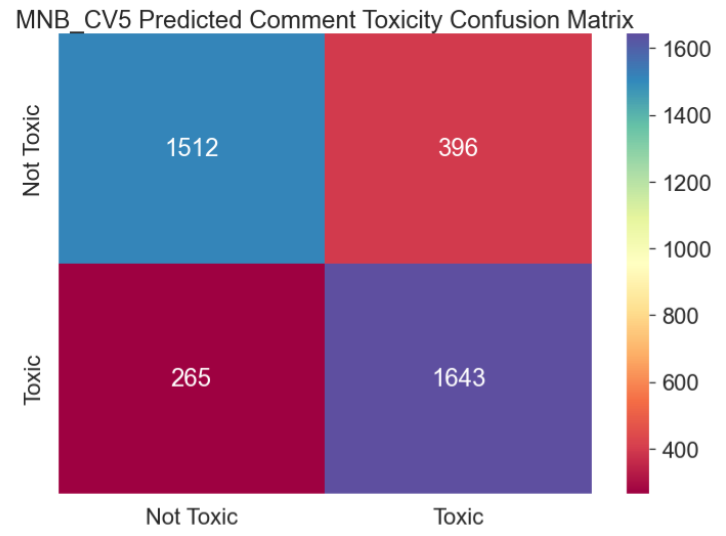 MNB_CV5 Predicted Comment Toxicity Confusion Matrix
Not Toxic
1512
396
Toxic
265
1643
Not Toxic
Toxic
1600
1400
1200
1000
800
600
400